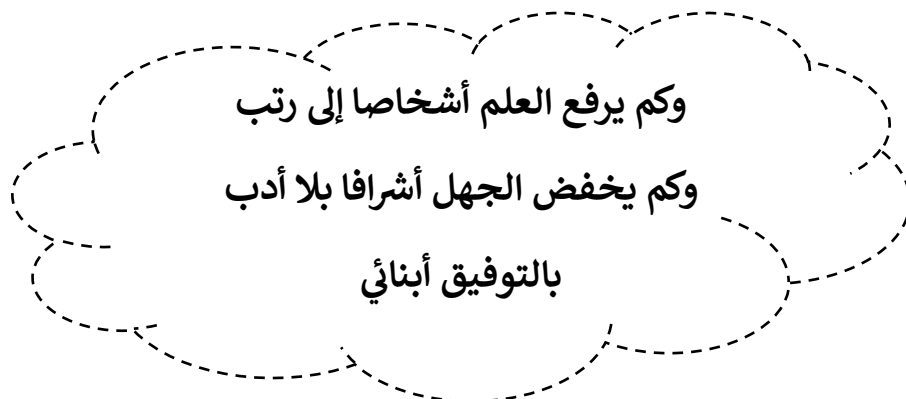 وكم يرفع العلم أشخاصا إلى رتب
وكم يخفض الجهل أشرافا بلا أدب
بالتوفيق أبنائي